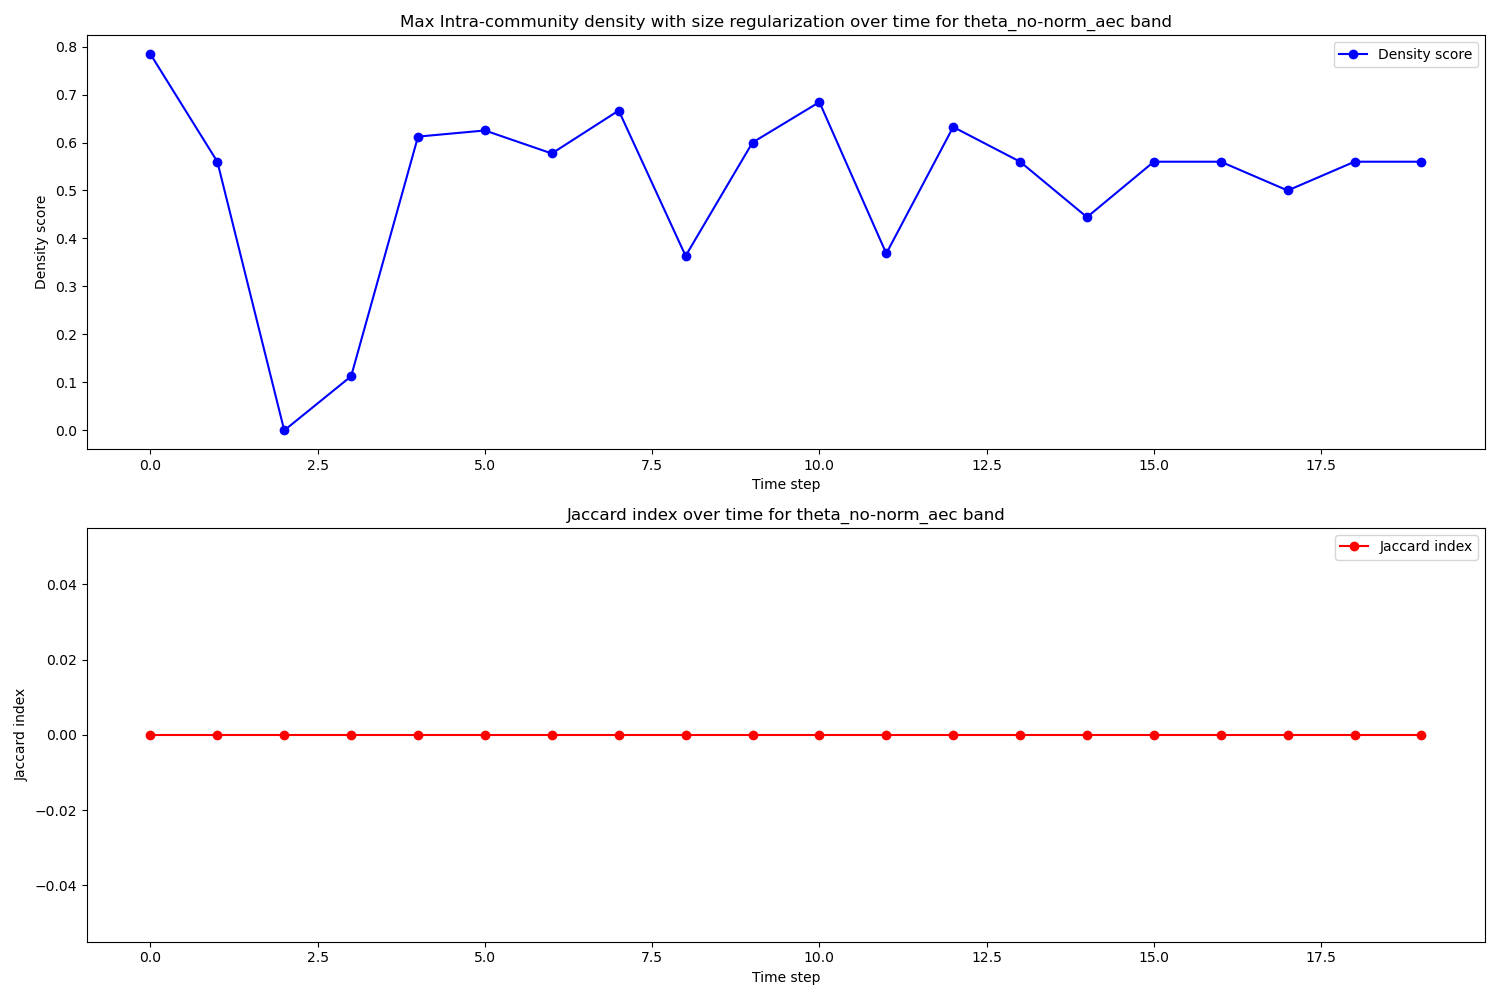 Max Intra-community density with size regularization over time for theta_no-norm_aec band
Density score
0.8
0.7
0.6
0.5
0.4
0.3
0.2
0.1
0.0
Density score
0.0 2.5 5.0 7.5 10.0 12.5 15.0 17.5
Time step
Jaccard index over time for theta_no-norm_aec band
Jaccard index
0.04
0.02
0.00
−0.02
−0.04
Jaccard index
0.0 2.5 5.0 7.5 10.0 12.5 15.0 17.5
Time step